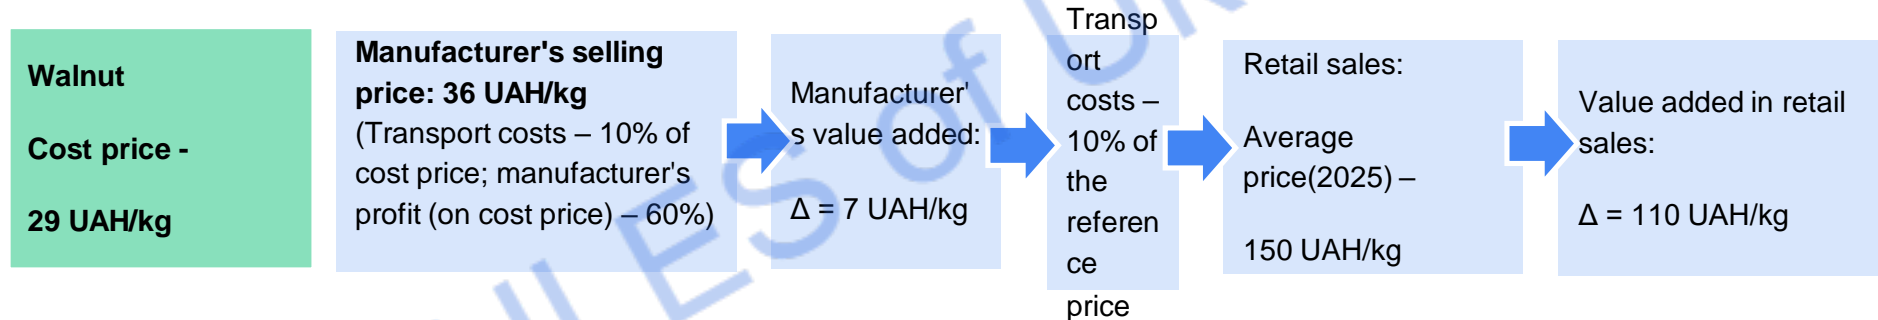 Walnut
Cost price -
29 UAH/kg
Manufacturer's selling
price: 36 UAH/kg
(Transport costs – 10% of
cost price; manufacturer's
profit (on cost price) – 60%)
Manufacturer'
s value added:
Δ = 7 UAH/kg
Transp
ort
costs –
10% of
the
referen
ce
price
Retail sales:
Average
price(2025) –
150 UAH/kg
Value added in retail
sales:
Δ = 110 UAH/kg